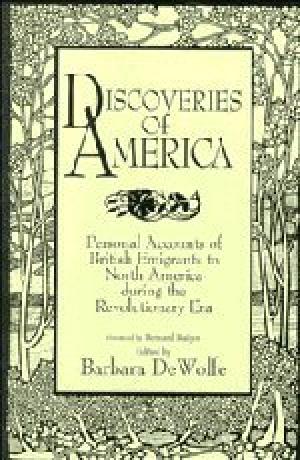 DISCOVERIES
OF
AMERICA
Personal Accounts of
British Emigrants to
North America
during the
Revolutionary Era
Foreword by Bernard Bailyn
Edited by
Barbara DeWolfe